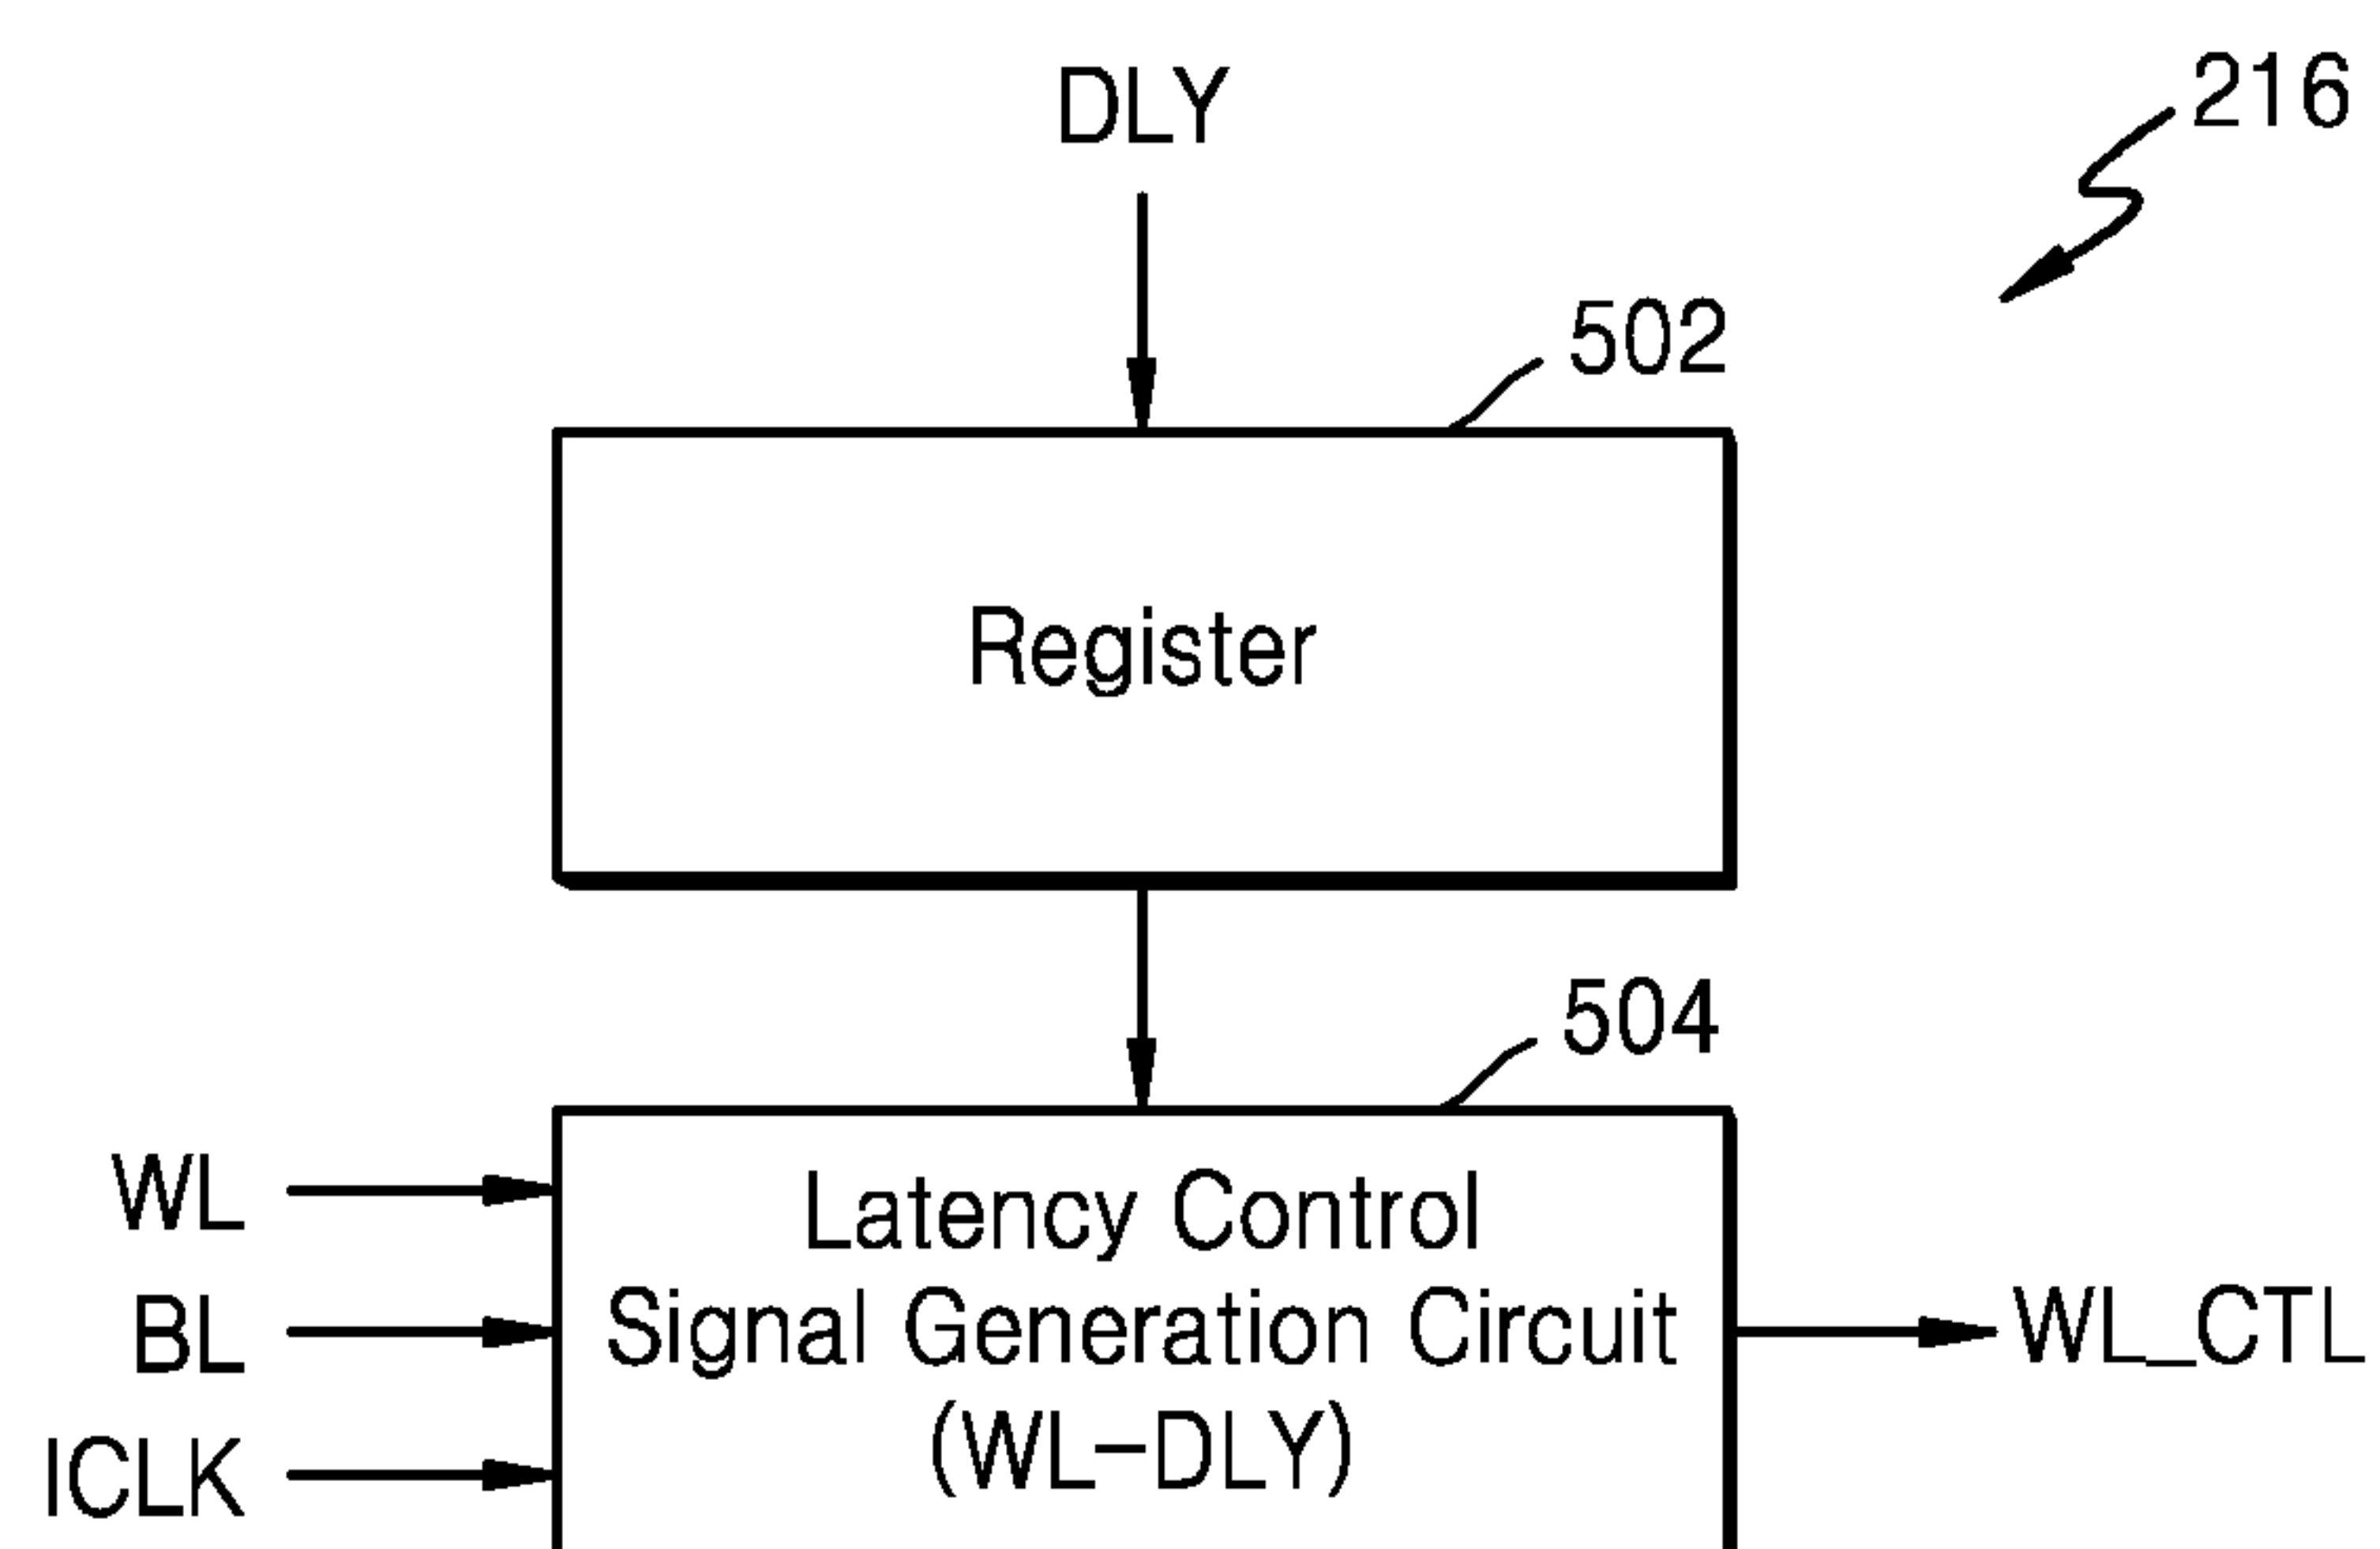 DLY
216
502
Register
504
WL
Latency Control
BL
Signal Generation Circuit
WL_CTL
ICLK
(WL-DLY)